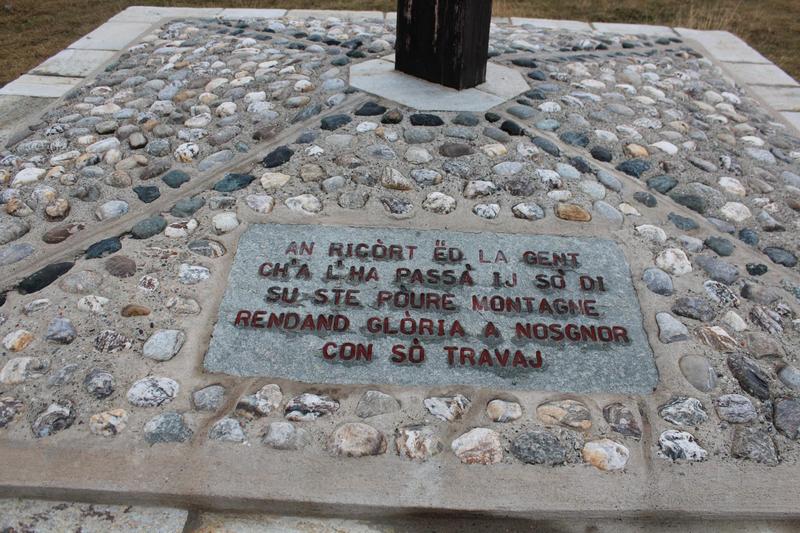 AN RICÒRT ËD LA GENT
CH'A L'HA PASSÀ IJ SÒ DI
SU STE PÒURE MONTAGNE
RENDAND GLÒRIA A NOSGNOR
CON SÒ TRAVAJ